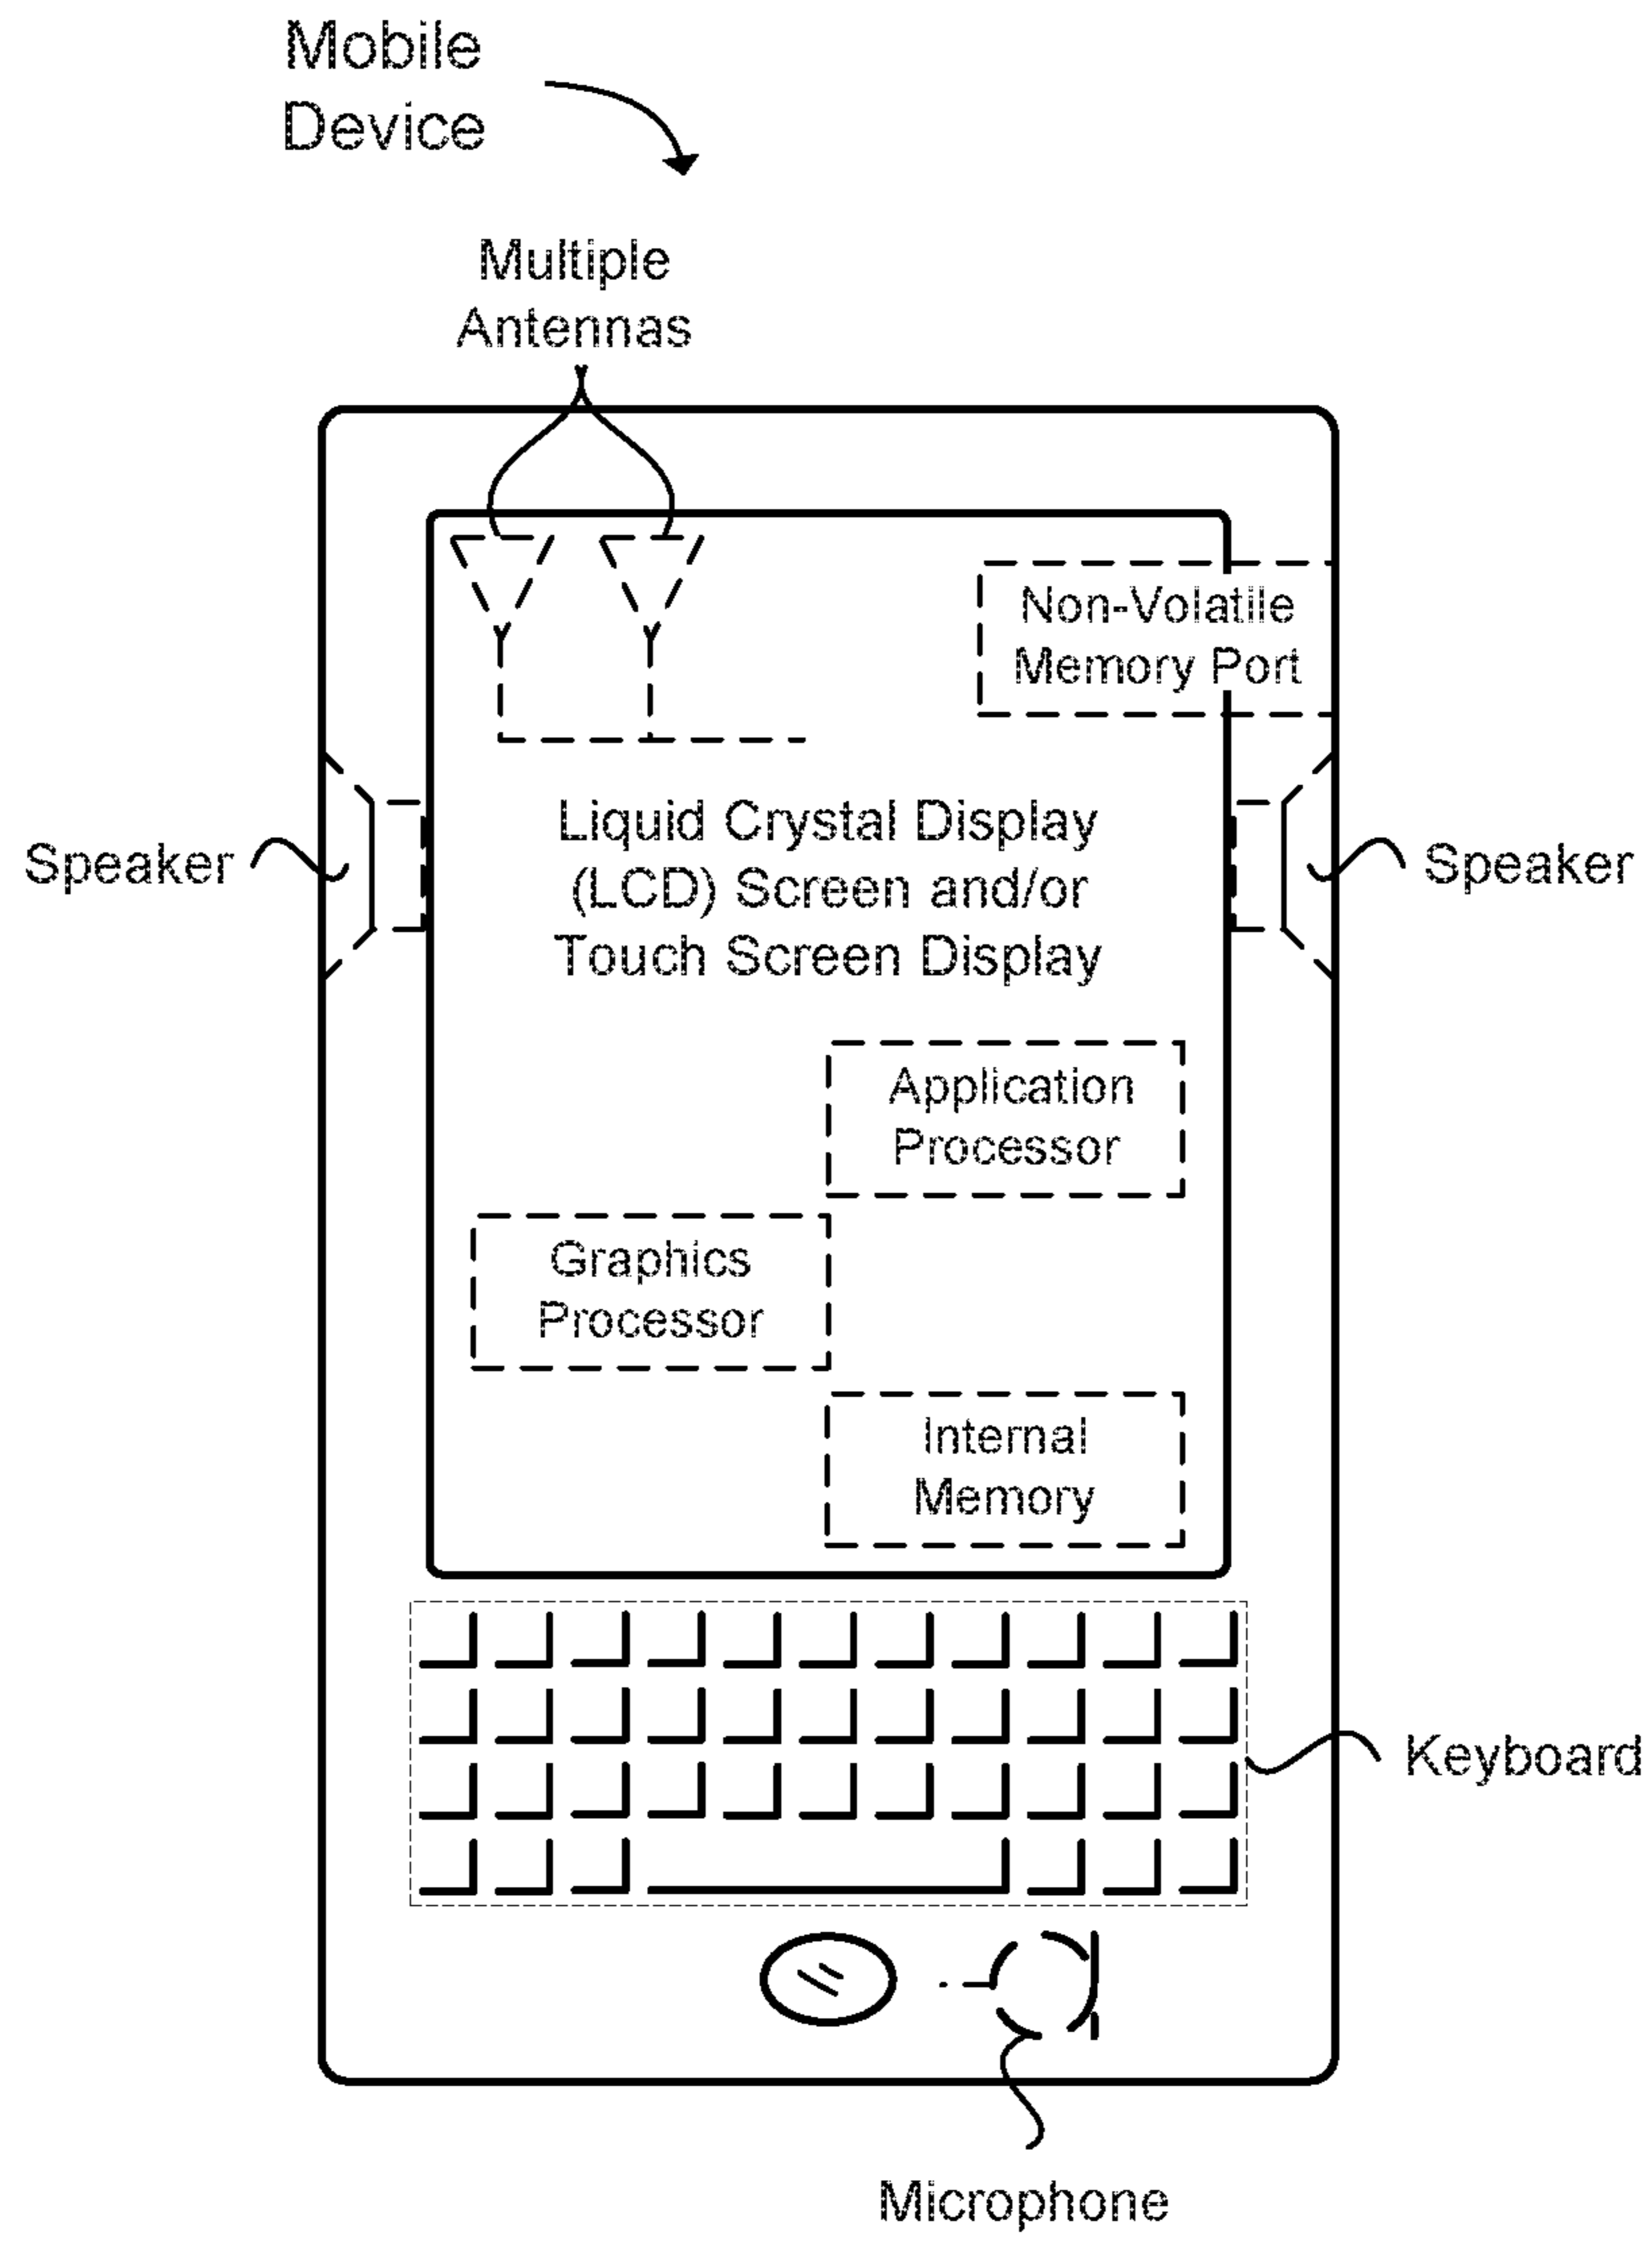 Mobile
Device
Multiple
Antennas
Non-Volatile
Memory Port
Liquid Crystal Display
(LCD) Screen and/or
Touch Screen Display
Speaker
Speaker
Application
Processor
Graphics
Processor
Internal
Memory
Keyboard
Microphone